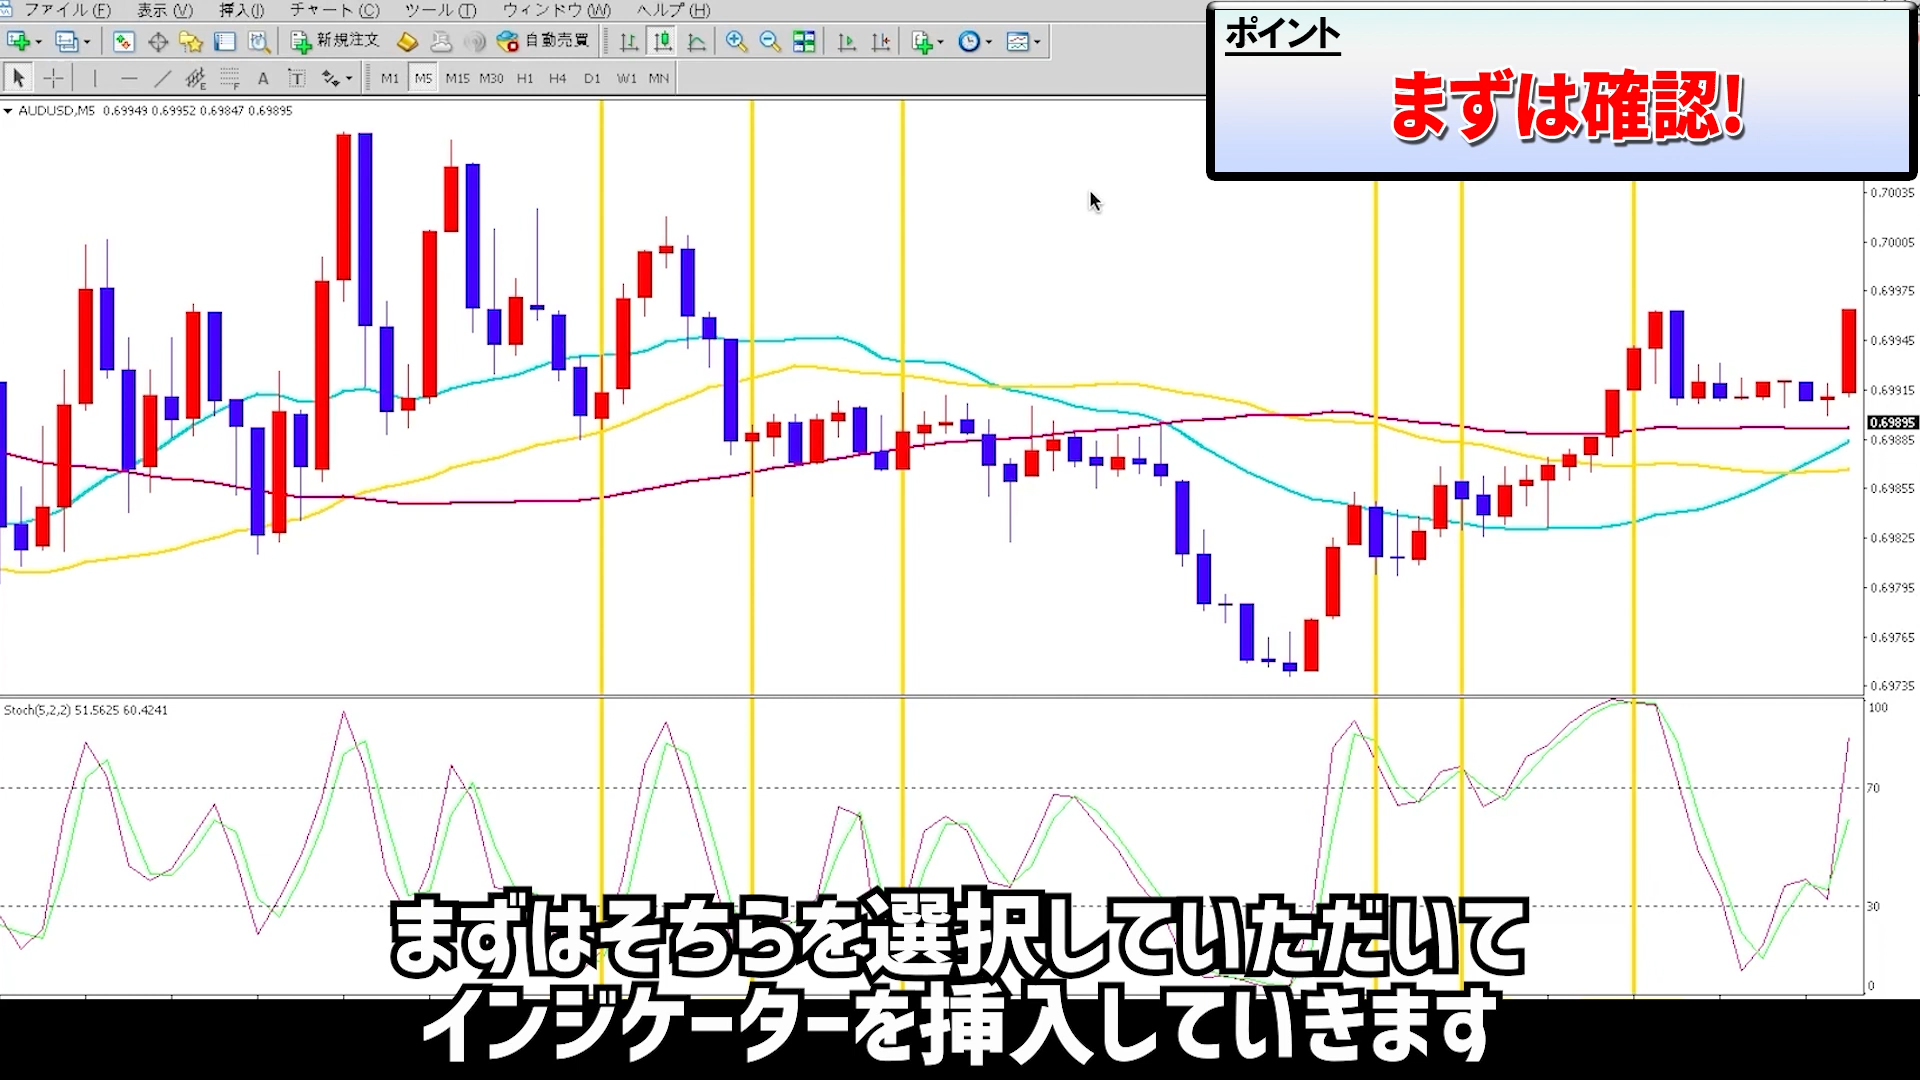 ファイル(F) 表示(V) 挿入(I) チャート(C) ツール(T) ウィンドウ(W) ヘルプ(H)
新規注文 自動売買
A T M1 M5 M15 M30 H1 H4 D1 W1 MN
ポイント
まずは確認!
AUDUSD,M5 0.69949 0.69952 0.69847 0.69895
0.70035
0.70005
0.69975
0.69945
0.69915
0.69895
0.69885
0.69855
0.69825
0.69795
0.69765
0.69735
Stoch(5,2,2) 51.5625 60.4241
100
70
30
0
まずはそちらを選択していただいて
インジケーターを挿入していきます